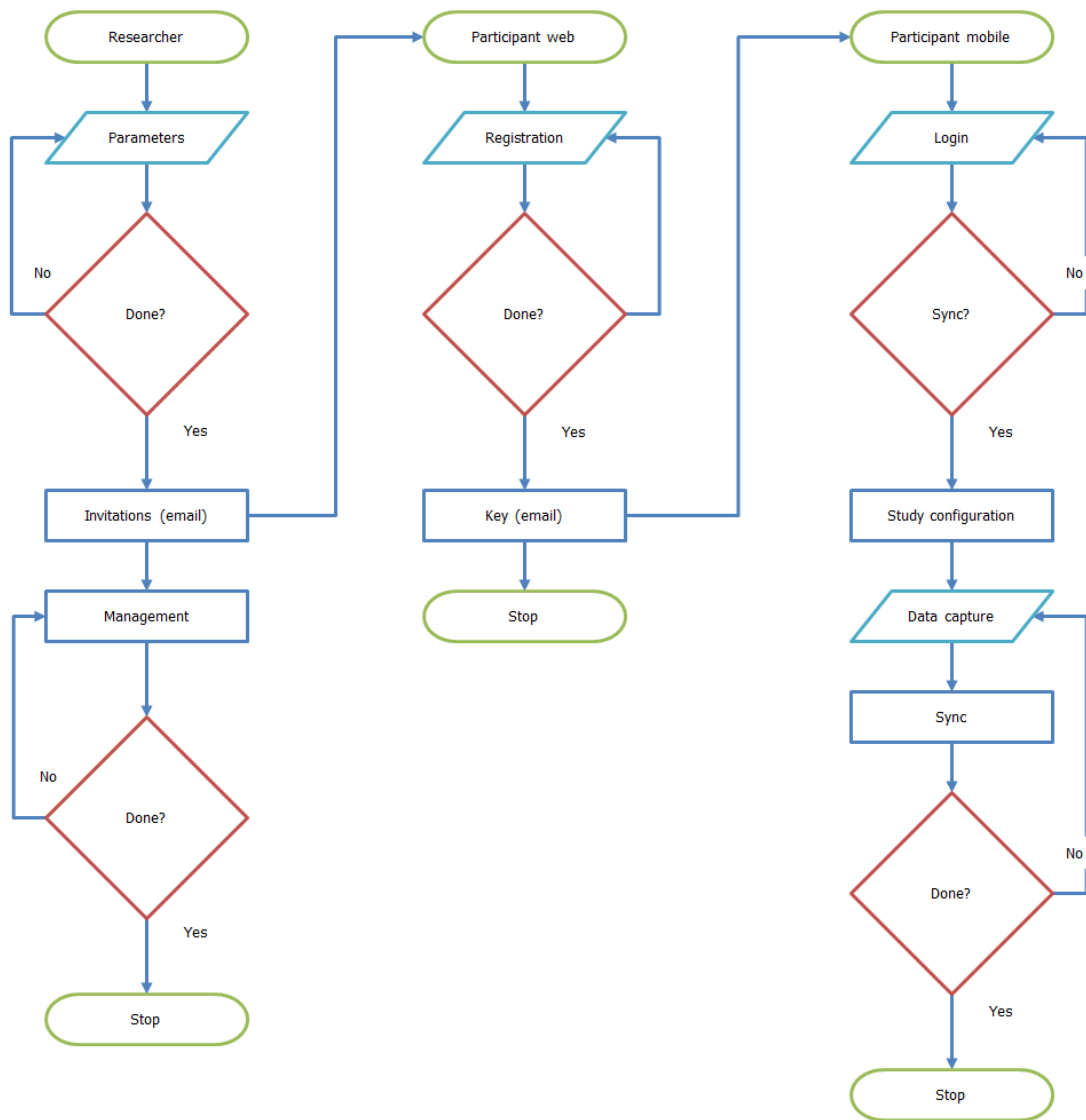 Researcher
Parameters
No
Done?
Yes
Invitations (email)
Management
No
Done?
Yes
Stop
Participant web
Registration
Done?
Yes
Key (email)
Stop
Participant mobile
Login
No
Sync?
Yes
Study configuration
Data capture
Sync
No
Done?
Yes
Stop